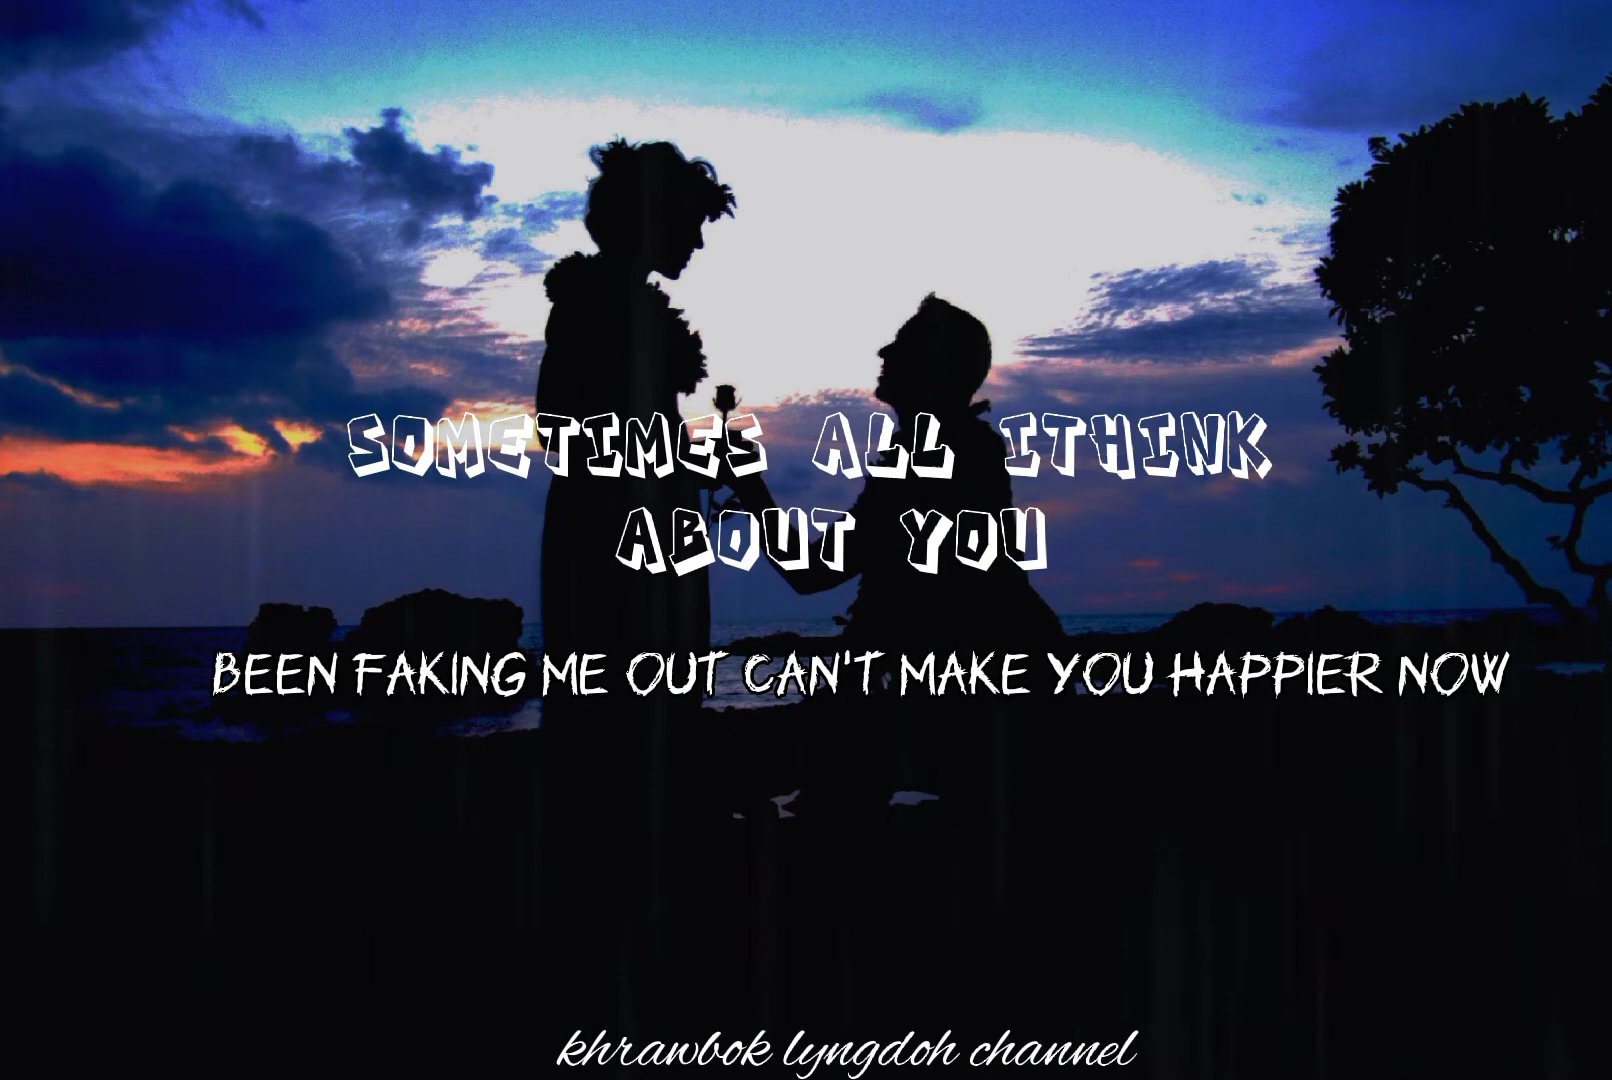 SOMETIMES ALL ITHINK
ABOUT YOU
BEEN FAKING ME OUT CAN'T MAKE YOU HAPPIER NOW
khrawbok lyngdoh channel